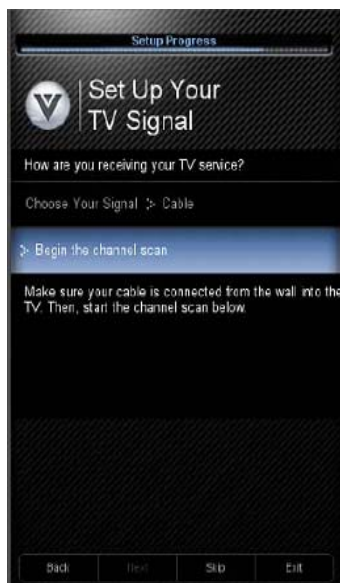 Setup Progress
V
Set Up Your
TV Signal
How are you receiving your TV service?
Choose Your Signal :> Cable
:> Begin the channel scan
Make sure your cable is connected from the wall into the
TV. Then, start the channel scan below.
Back Next Skip Exit